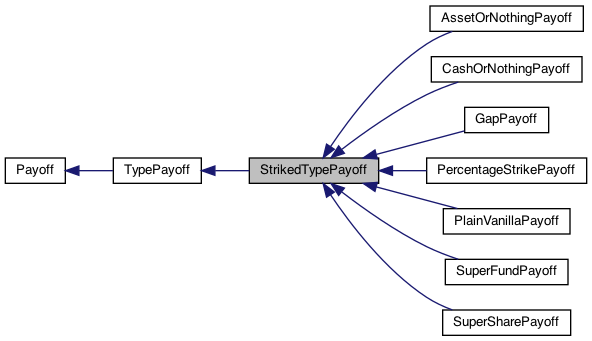 AssetOrNothingPayoff
CashOrNothingPayoff
GapPayoff
Payoff
TypePayoff
StrikedTypePayoff
PercentageStrikePayoff
PlainVanillaPayoff
SuperFundPayoff
SuperSharePayoff